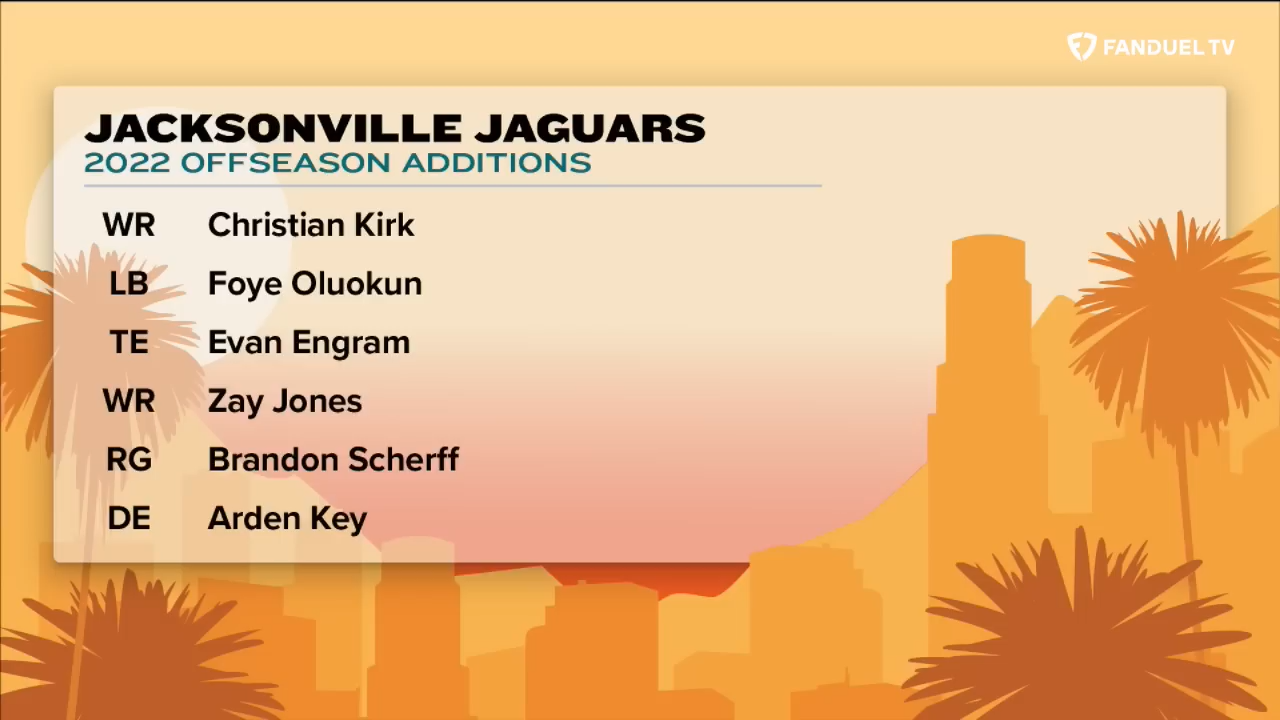 FANDUEL TV
JACKSONVILLE JAGUARS
2022 OFFSEASON ADDITIONS
WR Christian Kirk
LB Foye Oluokun
TE Evan Engram
WR Zay Jones
RG Brandon Scherff
DE Arden Key